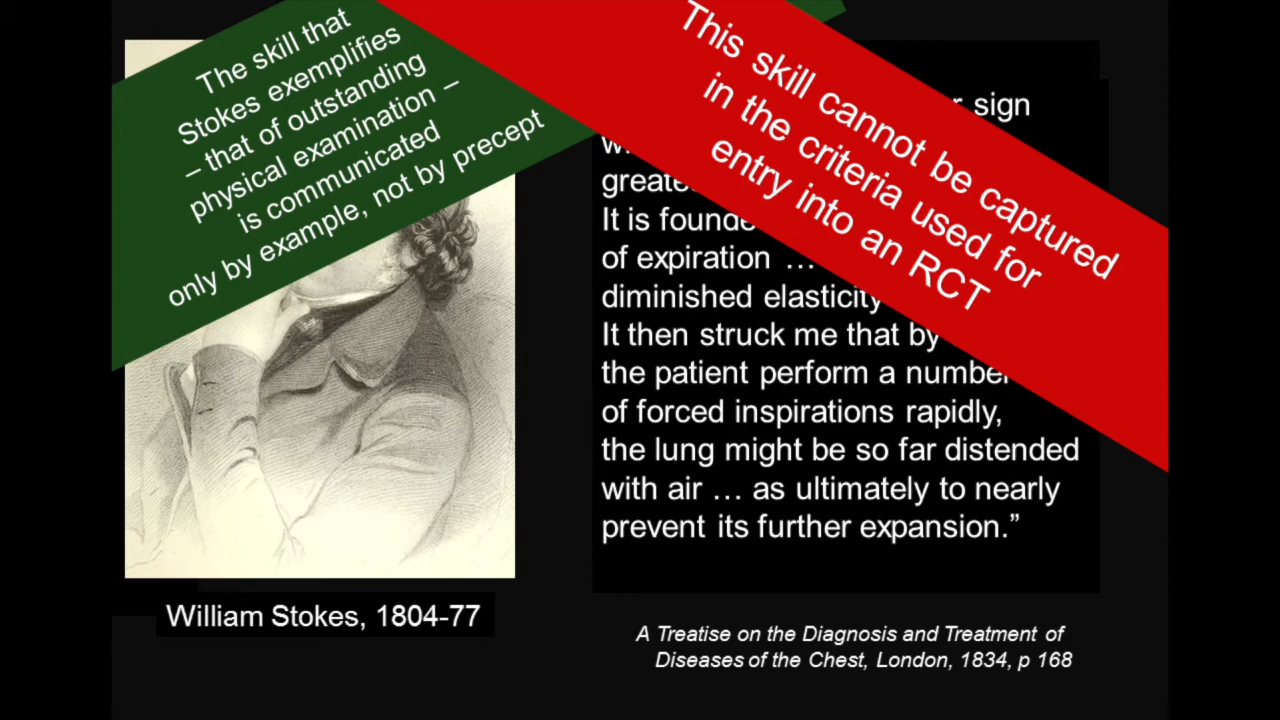 The skill that
Stokes exemplifies
– that of outstanding
physical examination –
is communicated
only by example, not by precept
This skill cannot be captured
in the criteria used for
entry into an RCT
sign
It is
of expiration …
diminished elasticity
It then struck me that by
the patient perform a number
of forced inspirations rapidly,
the lung might be so far distended
with air … as ultimately to nearly
prevent its further expansion.”
William Stokes, 1804-77
A Treatise on the Diagnosis and Treatment of
Diseases of the Chest, London, 1834, p 168